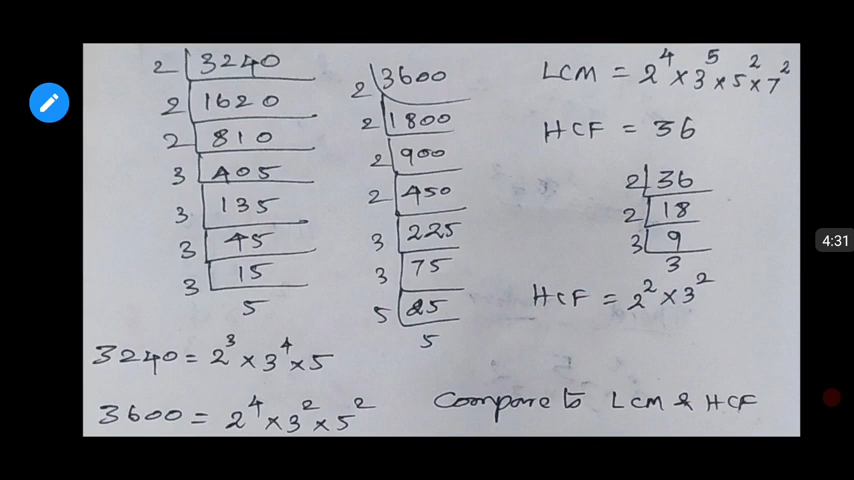 2 | 3240
2 | 1620
2 | 810
3 | 405
3 | 135
3 | 45
3 | 15
5
2 | 3600
2 | 1800
2 | 900
2 | 450
3 | 225
3 | 75
5 | 25
5
LCM = 2⁴ × 3⁵ × 5² × 7²
HCF = 36
2 | 36
2 | 18
3 | 9
3
HCF = 2² × 3²
3240 = 2³ × 3⁴ × 5
3600 = 2⁴ × 3² × 5²
Compare to LCM & HCF
4:31